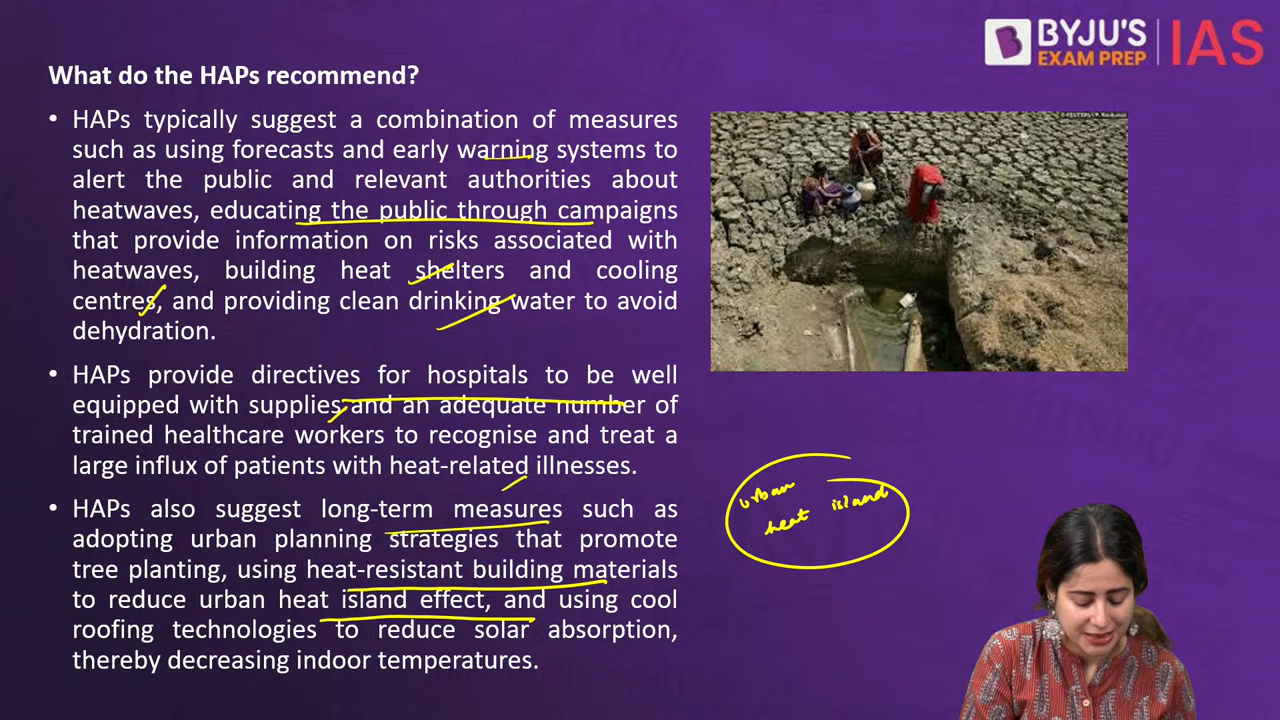 BYJU'S
EXAM PREP
IAS
What do the HAPs recommend?
• HAPs typically suggest a combination of measures
such as using forecasts and early warning systems to
alert the public and relevant authorities about
heatwaves, educating the public through campaigns
that provide information on risks associated with
heatwaves, building heat shelters and cooling
centres, and providing clean drinking water to avoid
dehydration.
• HAPs provide directives for hospitals to be well
equipped with supplies and an adequate number of
trained healthcare workers to recognise and treat a
large influx of patients with heat-related illnesses.
• HAPs also suggest long-term measures such as
adopting urban planning strategies that promote
tree planting, using heat-resistant building materials
to reduce urban heat island effect, and using cool
roofing technologies to reduce solar absorption,
thereby decreasing indoor temperatures.
urban
heat island